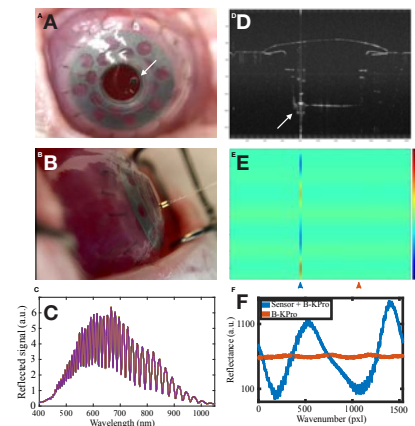 A
A
D
D
B
B
E
E
C
C
Reflected signal (a.u.)
6
5
4
3
2
1
0
400
500
600
700
800
900
1000
Wavelength (nm)
F
F
Sensor + B-KPro
B-KPro
Reflectance (a.u.)
1100
100
0
500
1000
1500
Wavenumber (pxl)